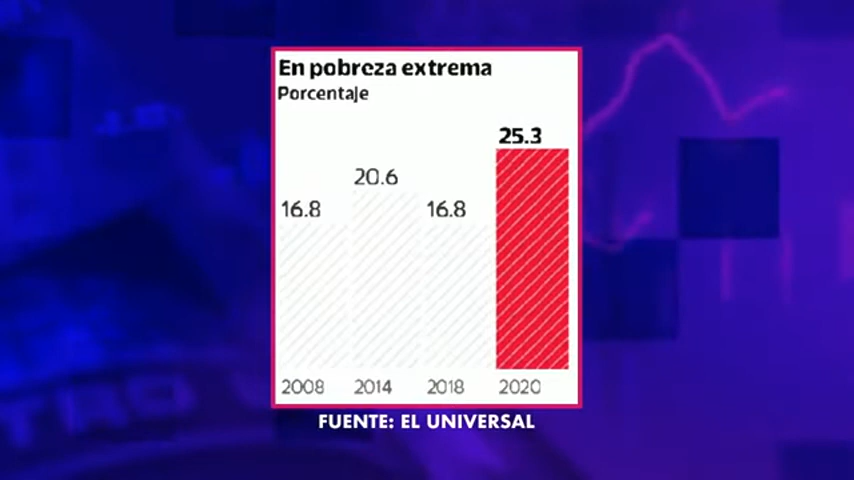 En pobreza extrema
Porcentaje
25.3
20.6
16.8 16.8
2008 2014 2018 2020
FUENTE: EL UNIVERSAL